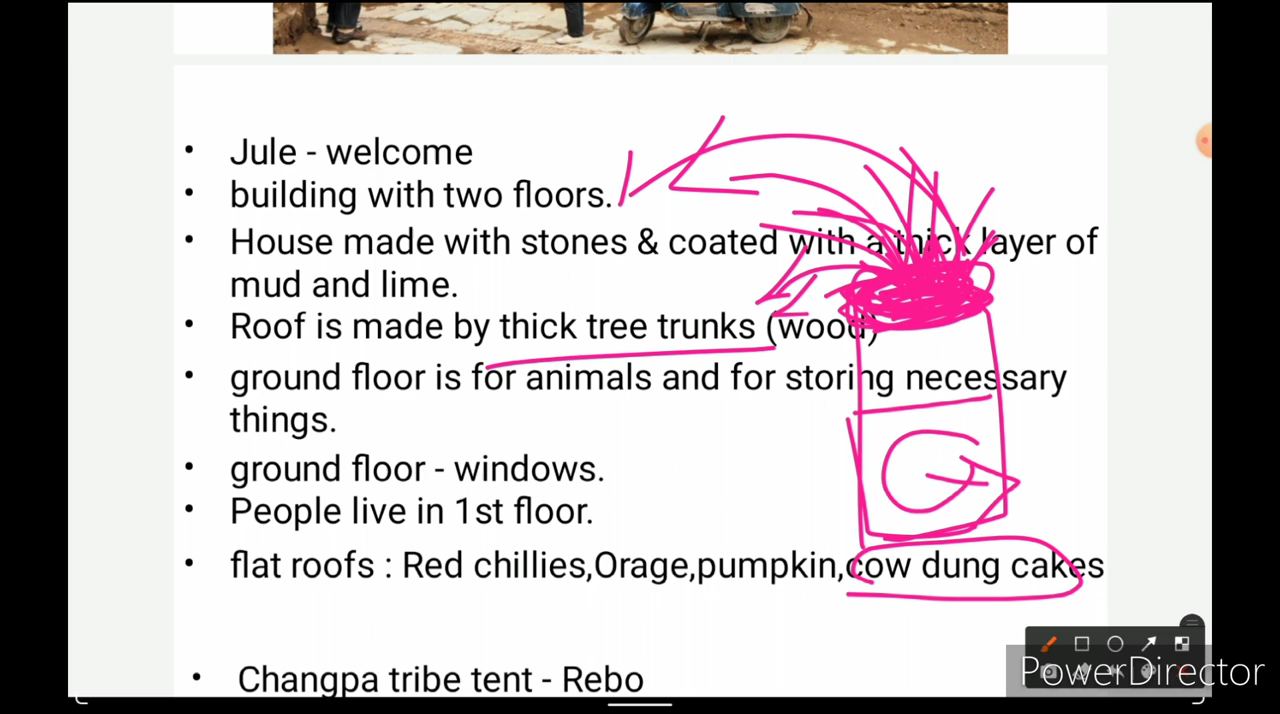 • Jule - welcome
• building with two floors.
• House made with stones & coated with a thick layer of
mud and lime.
• Roof is made by thick tree trunks (wood)
• ground floor is for animals and for storing necessary
things.
• ground floor - windows.
• People live in 1st floor.
• flat roofs : Red chillies,Orage,pumpkin,cow dung cakes
• Changpa tribe tent - Rebo
PowerDirector